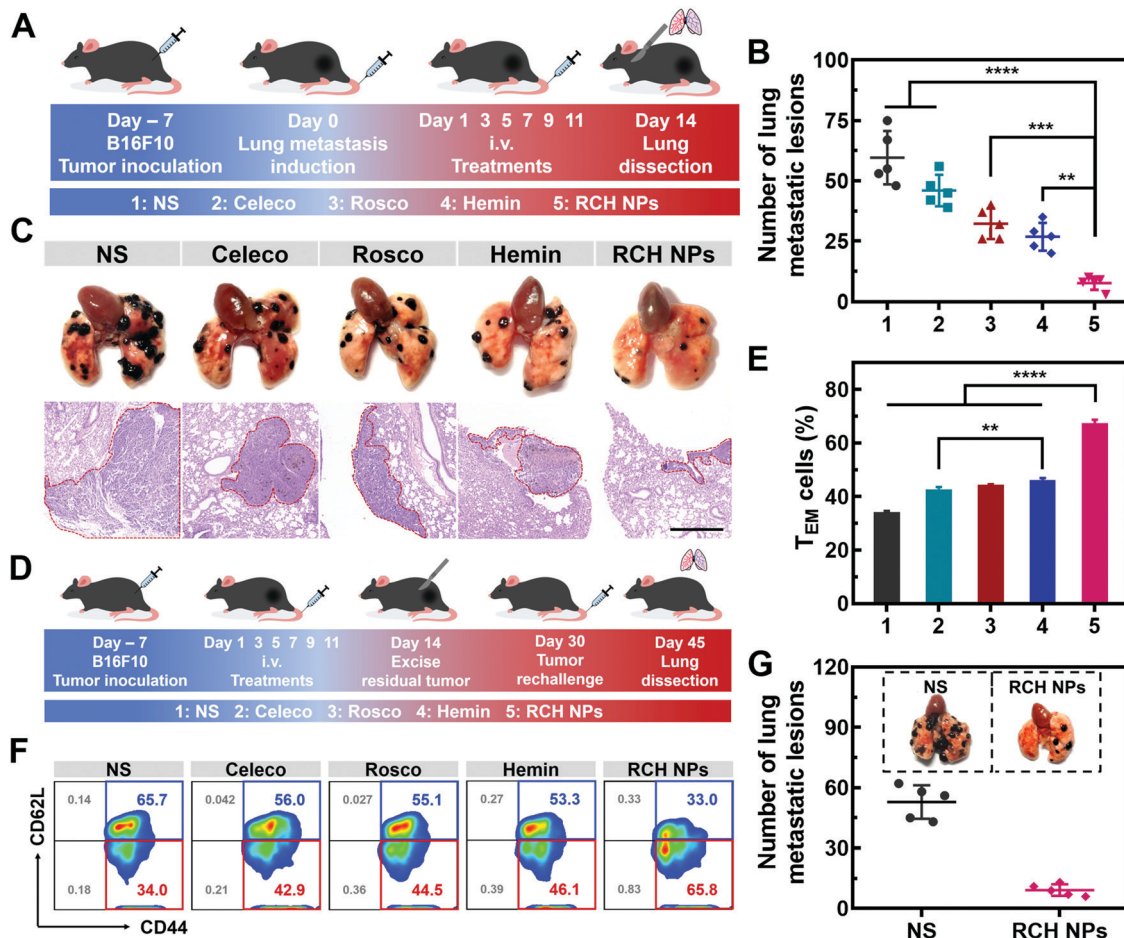 A
Day – 7
B16F10
Tumor inoculation
Day 0
Lung metastasis
induction
Day 1 3 5 7 9 11
i.v.
Treatments
Day 14
Lung
dissection
1: NS 2: Celeco 3: Rosco 4: Hemin 5: RCH NPs
B
Number of lung
metastatic lesions
100
75
50
25
0
****
***
**
1 2 3 4 5
C
NS Celeco Rosco Hemin RCH NPs
D
Day – 7
B16F10
Tumor inoculation
Day 1 3 5 7 9 11
i.v.
Treatments
Day 14
Excise
residual tumor
Day 30
Tumor
rechallenge
Day 45
Lung
dissection
1: NS 2: Celeco 3: Rosco 4: Hemin 5: RCH NPs
E
TEM cells (%)
80
60
40
20
0
****
**
1 2 3 4 5
F
NS Celeco Rosco Hemin RCH NPs
0.14 65.7 0.042 56.0 0.027 55.1 0.27 53.3 0.33 33.0
0.18 34.0 0.21 42.9 0.36 44.5 0.39 46.1 0.83 65.8
CD62L
CD44
G
Number of lung
metastatic lesions
120
90
60
30
0
NS RCH NPs
NS RCH NPs